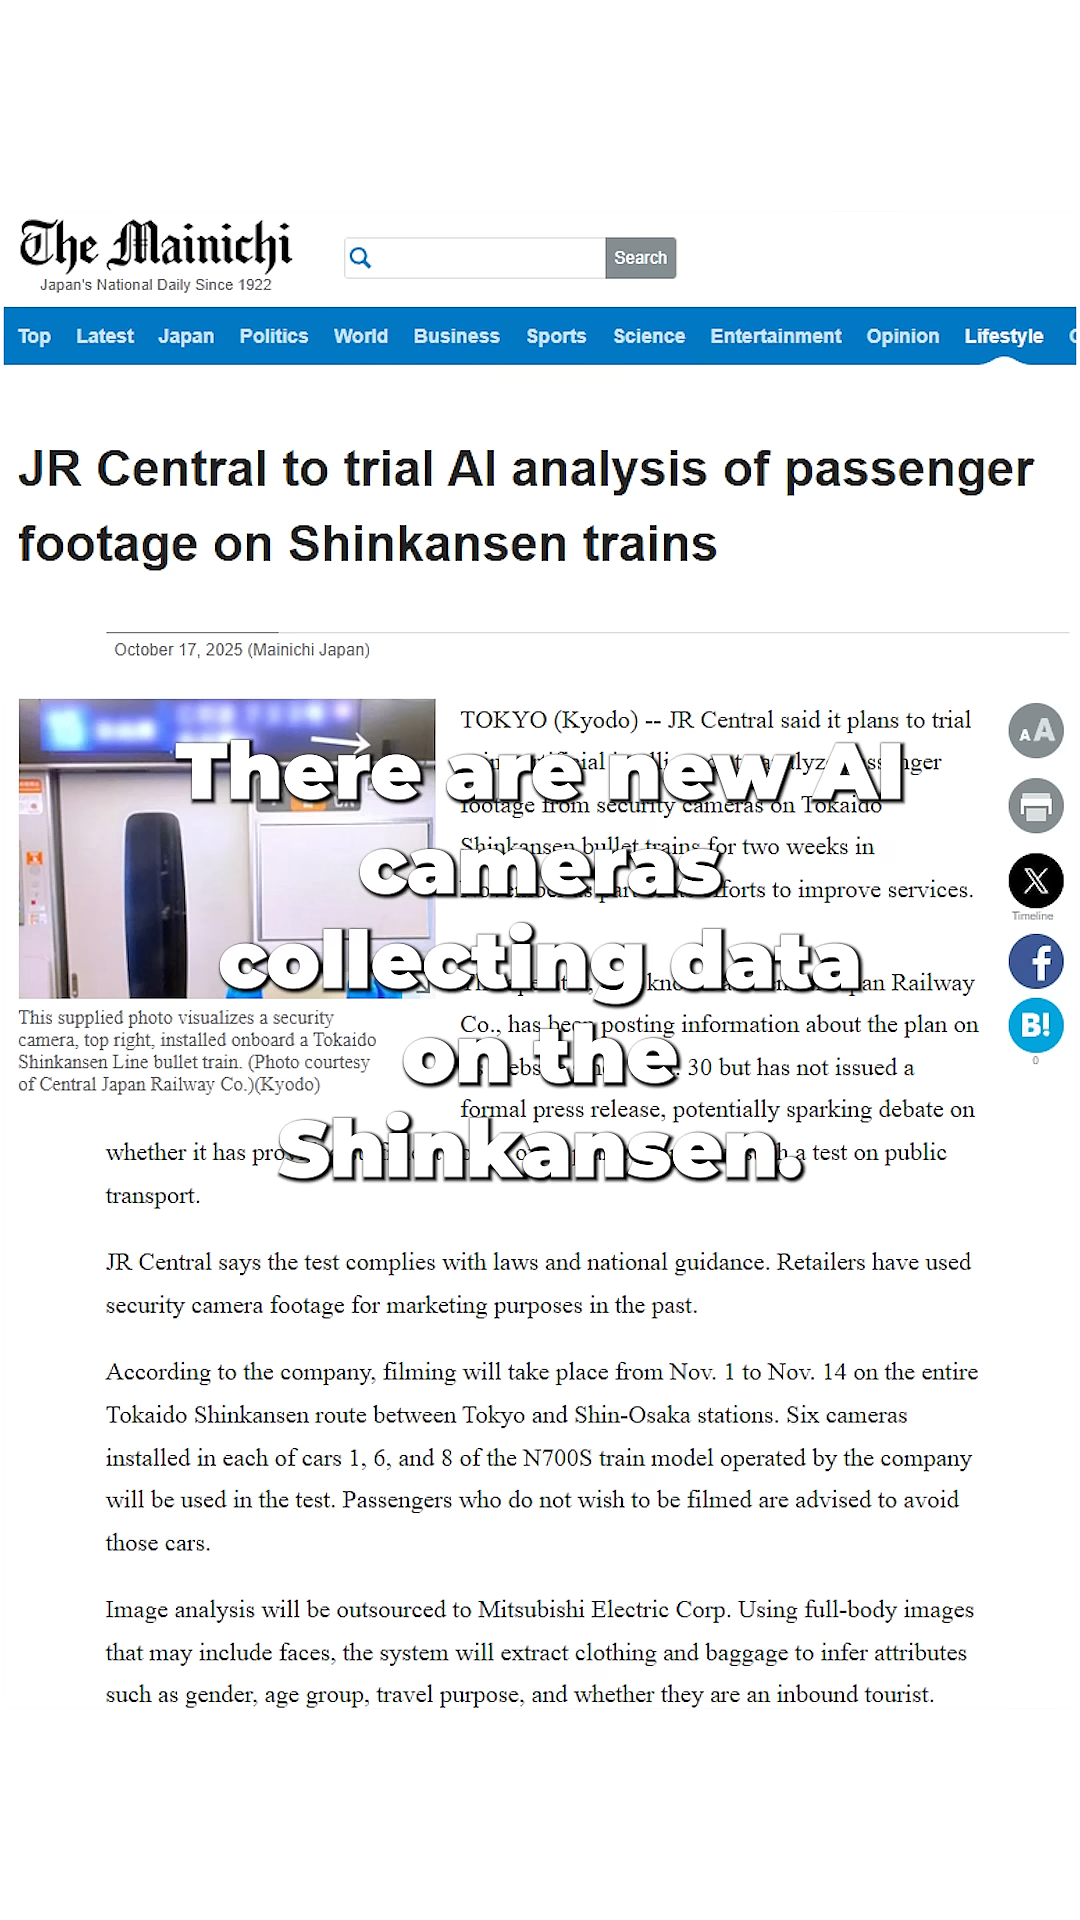 The Mainichi
Japan's National Daily Since 1922
Search
Top Latest Japan Politics World Business Sports Science Entertainment Opinion Lifestyle
JR Central to trial AI analysis of passenger
footage on Shinkansen trains
October 17, 2025 (Mainichi Japan)
There are new AI
cameras
collecting data
on the
Shinkansen.
This supplied photo visualizes a security
camera, top right, installed onboard a Tokaido
Shinkansen Line bullet train. (Photo courtesy
of Central Japan Railway Co.)(Kyodo)
TOKYO (Kyodo) -- JR Central said it plans to trial
footage from security cameras on Tokaido
Shinkansen bullet trains for two weeks in
to improve services.
Railway
Co., has been posting information about the plan on
30 but has not issued a
formal press release, potentially sparking debate on
whether it has a test on public
transport.
JR Central says the test complies with laws and national guidance. Retailers have used
security camera footage for marketing purposes in the past.
According to the company, filming will take place from Nov. 1 to Nov. 14 on the entire
Tokaido Shinkansen route between Tokyo and Shin-Osaka stations. Six cameras
installed in each of cars 1, 6, and 8 of the N700S train model operated by the company
will be used in the test. Passengers who do not wish to be filmed are advised to avoid
those cars.
Image analysis will be outsourced to Mitsubishi Electric Corp. Using full-body images
that may include faces, the system will extract clothing and baggage to infer attributes
such as gender, age group, travel purpose, and whether they are an inbound tourist.
AA
X
Timeline
f
B!
0